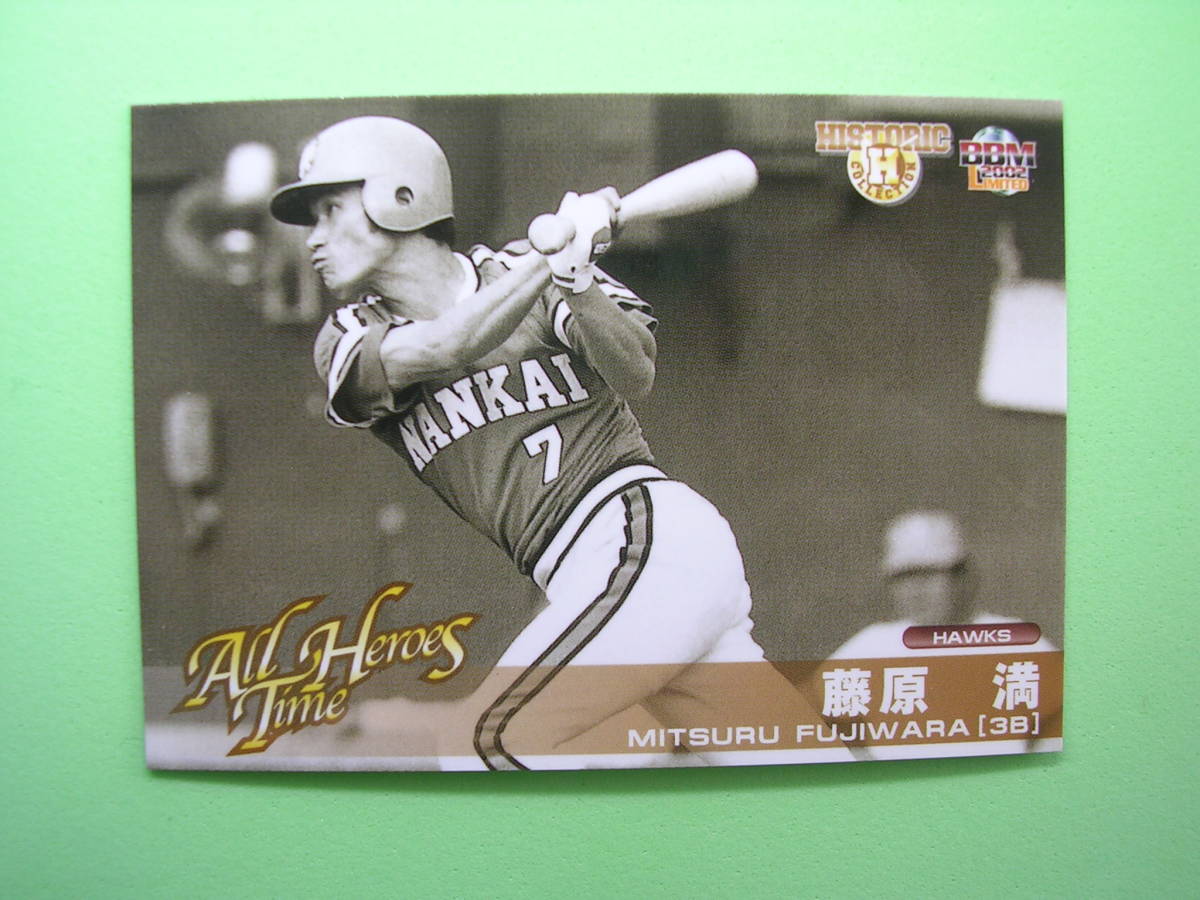 HISTORIC
H
COLLECTION
BBM
2002
LIMITED
NANKAI
7
All Time Heroes
HAWKS
藤原 満
MITSURU FUJIWARA [3B]